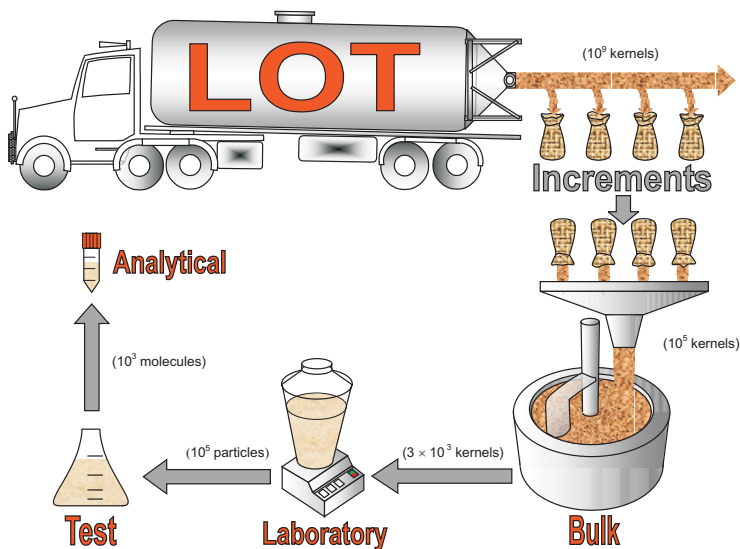 LOT
(10⁹ kernels)
Increments
(10⁵ kernels)
Bulk
(3 × 10³ kernels)
Laboratory
(10⁵ particles)
Test
(10³ molecules)
Analytical